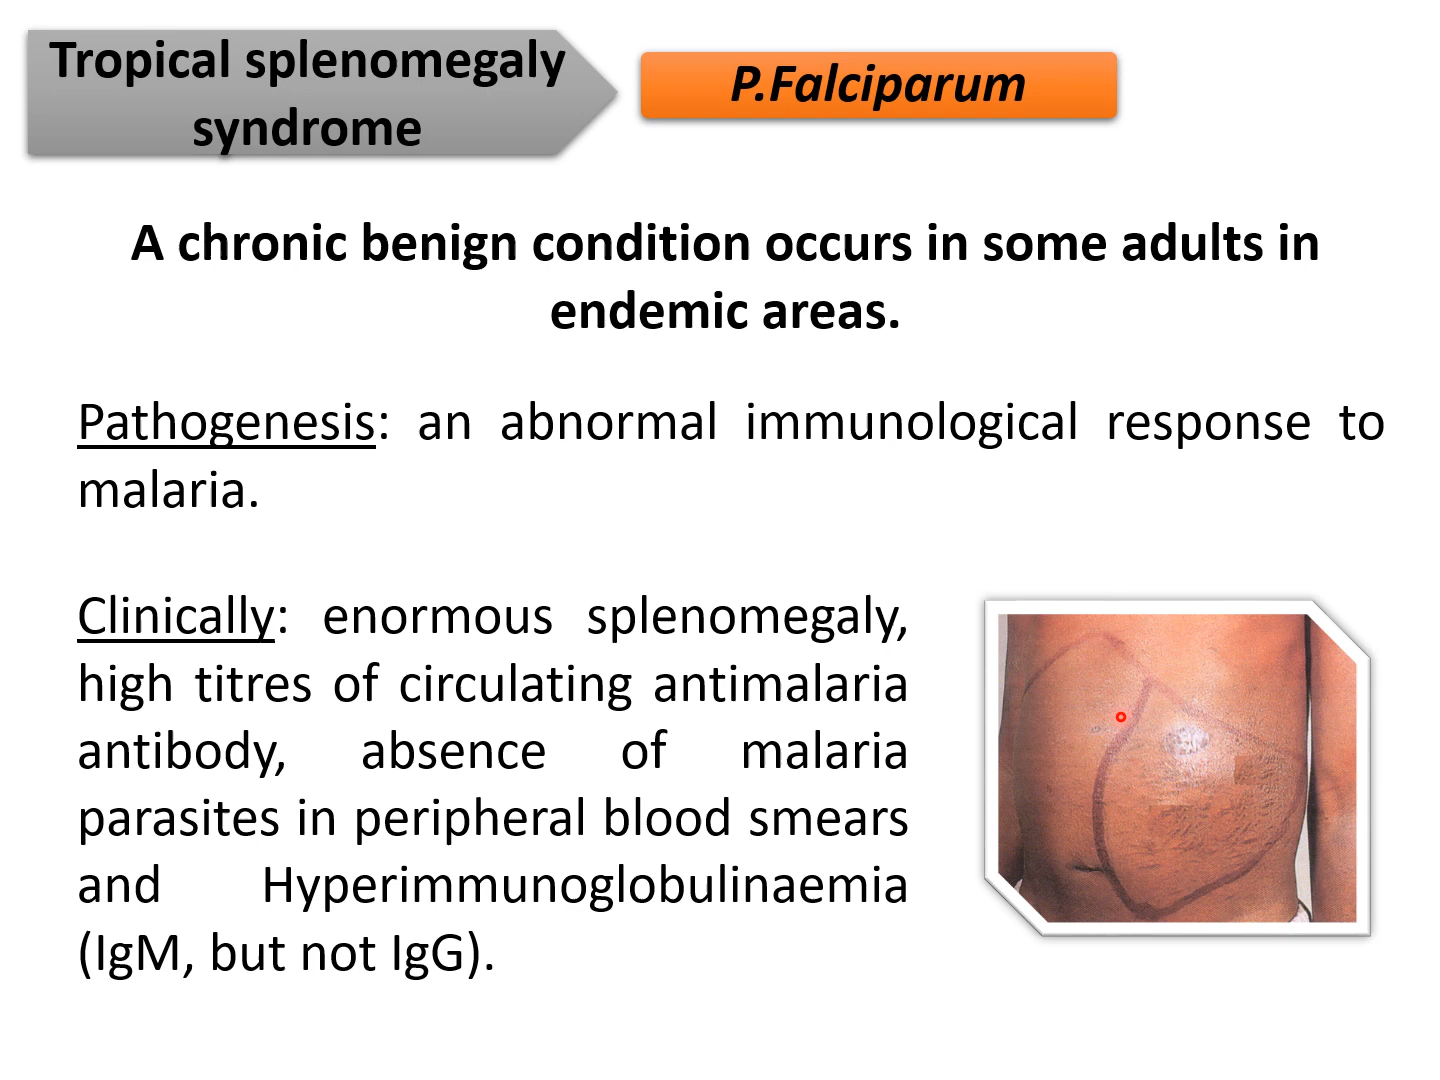 Tropical splenomegaly
syndrome
P.Falciparum
A chronic benign condition occurs in some adults in
endemic areas.
Pathogenesis: an abnormal immunological response to
malaria.
Clinically: enormous splenomegaly,
high titres of circulating antimalaria
antibody, absence of malaria
parasites in peripheral blood smears
and Hyperimmunoglobulinaemia
(IgM, but not IgG).